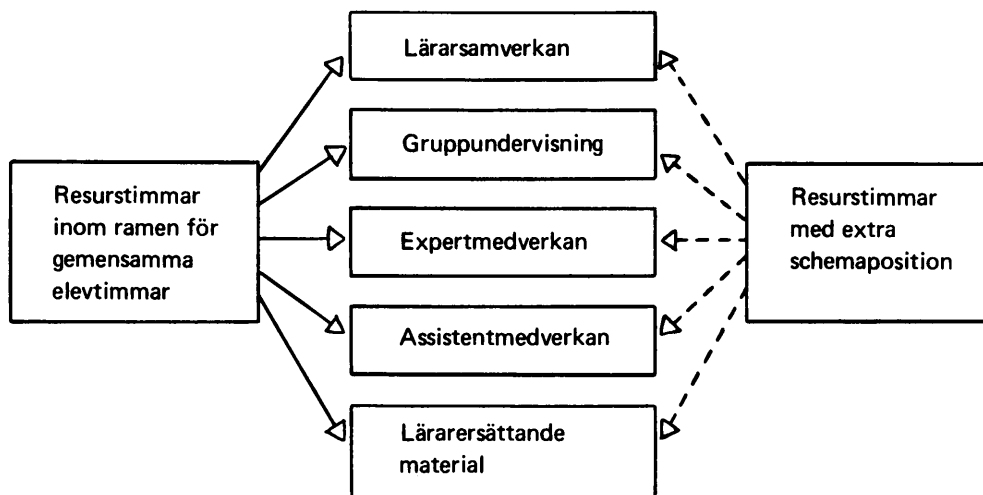 Lärarsamverkan
Gruppundervisning
Resurstimmar
inom ramen för
gemensamma
elevtimmar
Expertmedverkan
Resurstimmar
med extra
schemaposition
Assistentmedverkan
Lärarersättande
material